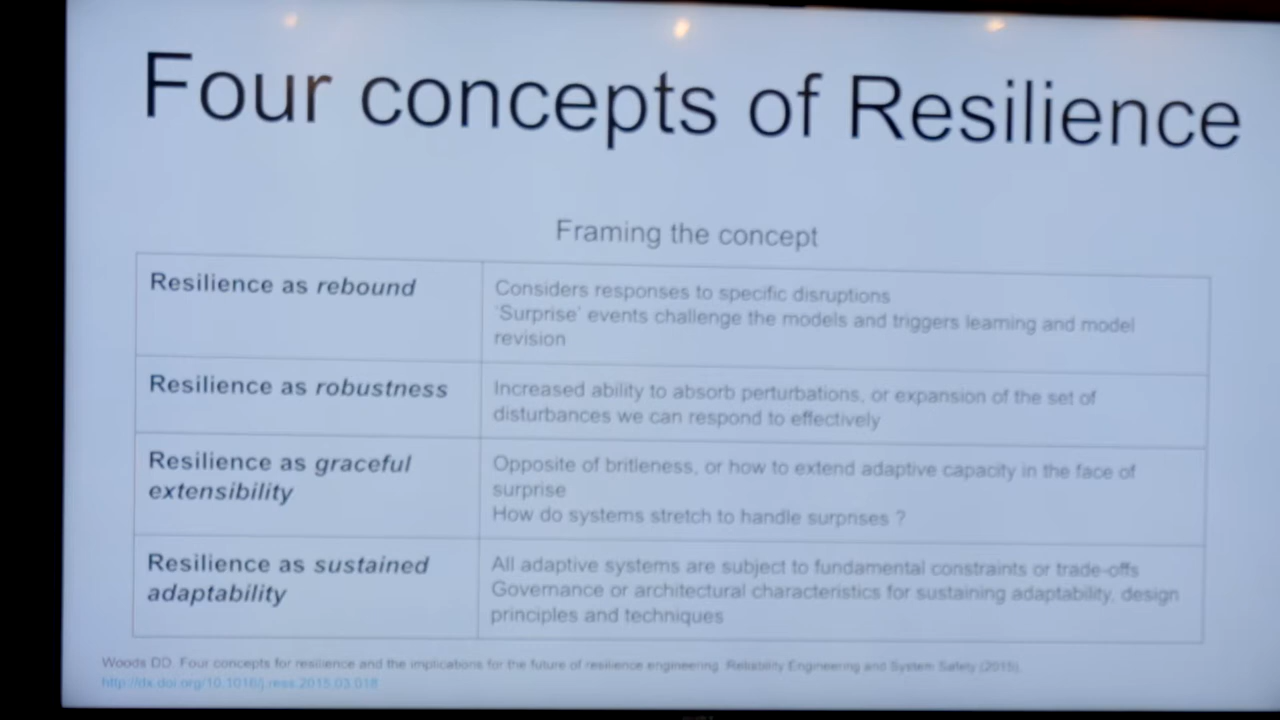 Four concepts of Resilience
Framing the concept
Resilience as rebound
Considers responses to specific disruptions
'Surprise' events challenge the models and triggers learning and model
revision
Resilience as robustness
Increased ability to absorb perturbations, or expansion of the set of
disturbances we can respond to effectively
Resilience as graceful
extensibility
Opposite of britleness, or how to extend adaptive capacity in the face of
surprise
How do systems stretch to handle surprises ?
Resilience as sustained
adaptability
All adaptive systems are subject to fundamental constraints or trade-offs
Governance or architectural characteristics for sustaining adaptability, design
principles and techniques
Woods DD. Four concepts for resilience and the implications for the future of resilience engineering. Reliability Engineering and System Safety (2015),
http://dx.doi.org/10.1016/j.ress.2015.03.018